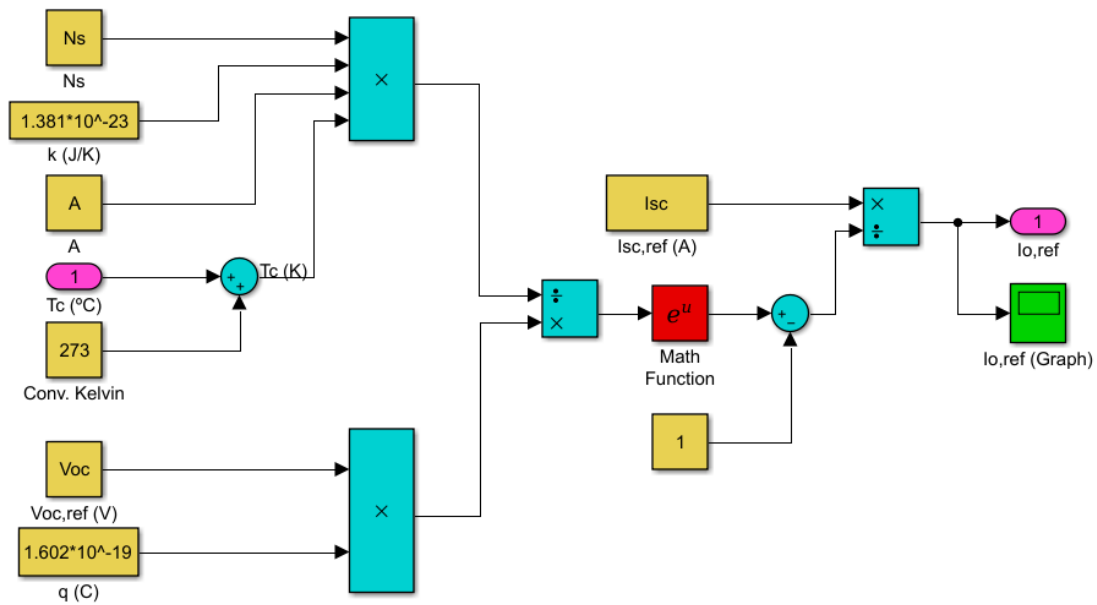 Ns
Ns
1.381*10^-23
k (J/K)
A
A
1
Tc (ºC)
+
+
Tc (K)
273
Conv. Kelvin
Voc
Voc,ref (V)
1.602*10^-19
q (C)
×
×
÷
×
e^u
Math
Function
Isc
Isc,ref (A)
+
−
1
×
÷
1
Io,ref
Io,ref (Graph)